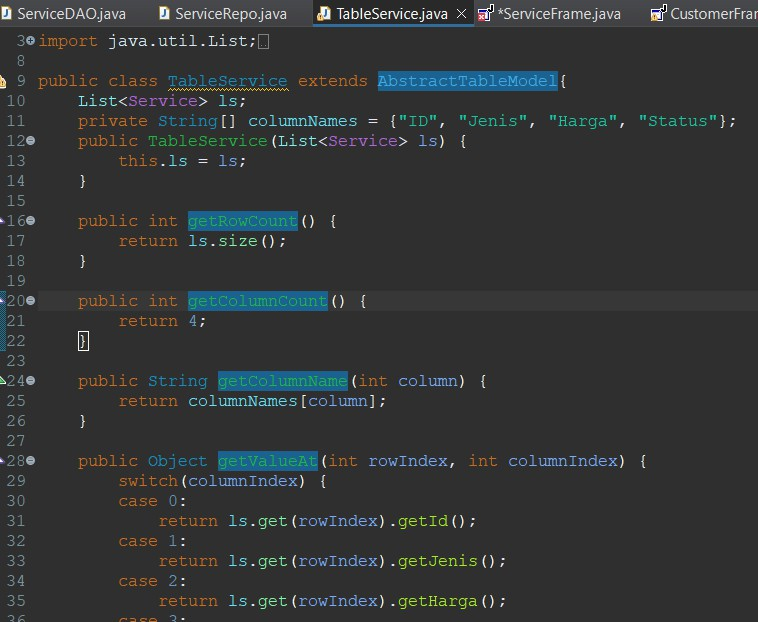 ServiceDAO.java ServiceRepo.java TableService.java *ServiceFrame.java CustomerFrar
3 import java.util.List;
8
9 public class TableService extends AbstractTableModel{
10 List<Service> ls;
11 private String[] columnNames = {"ID", "Jenis", "Harga", "Status"};
12 public TableService(List<Service> ls) {
13 this.ls = ls;
14 }
15
16 public int getRowCount() {
17 return ls.size();
18 }
19
20 public int getColumnCount() {
21 return 4;
22 }
23
24 public String getColumnName(int column) {
25 return columnNames[column];
26 }
27
28 public Object getValueAt(int rowIndex, int columnIndex) {
29 switch(columnIndex) {
30 case 0:
31 return ls.get(rowIndex).getId();
32 case 1:
33 return ls.get(rowIndex).getJenis();
34 case 2:
35 return ls.get(rowIndex).getHarga();
36 case 3: